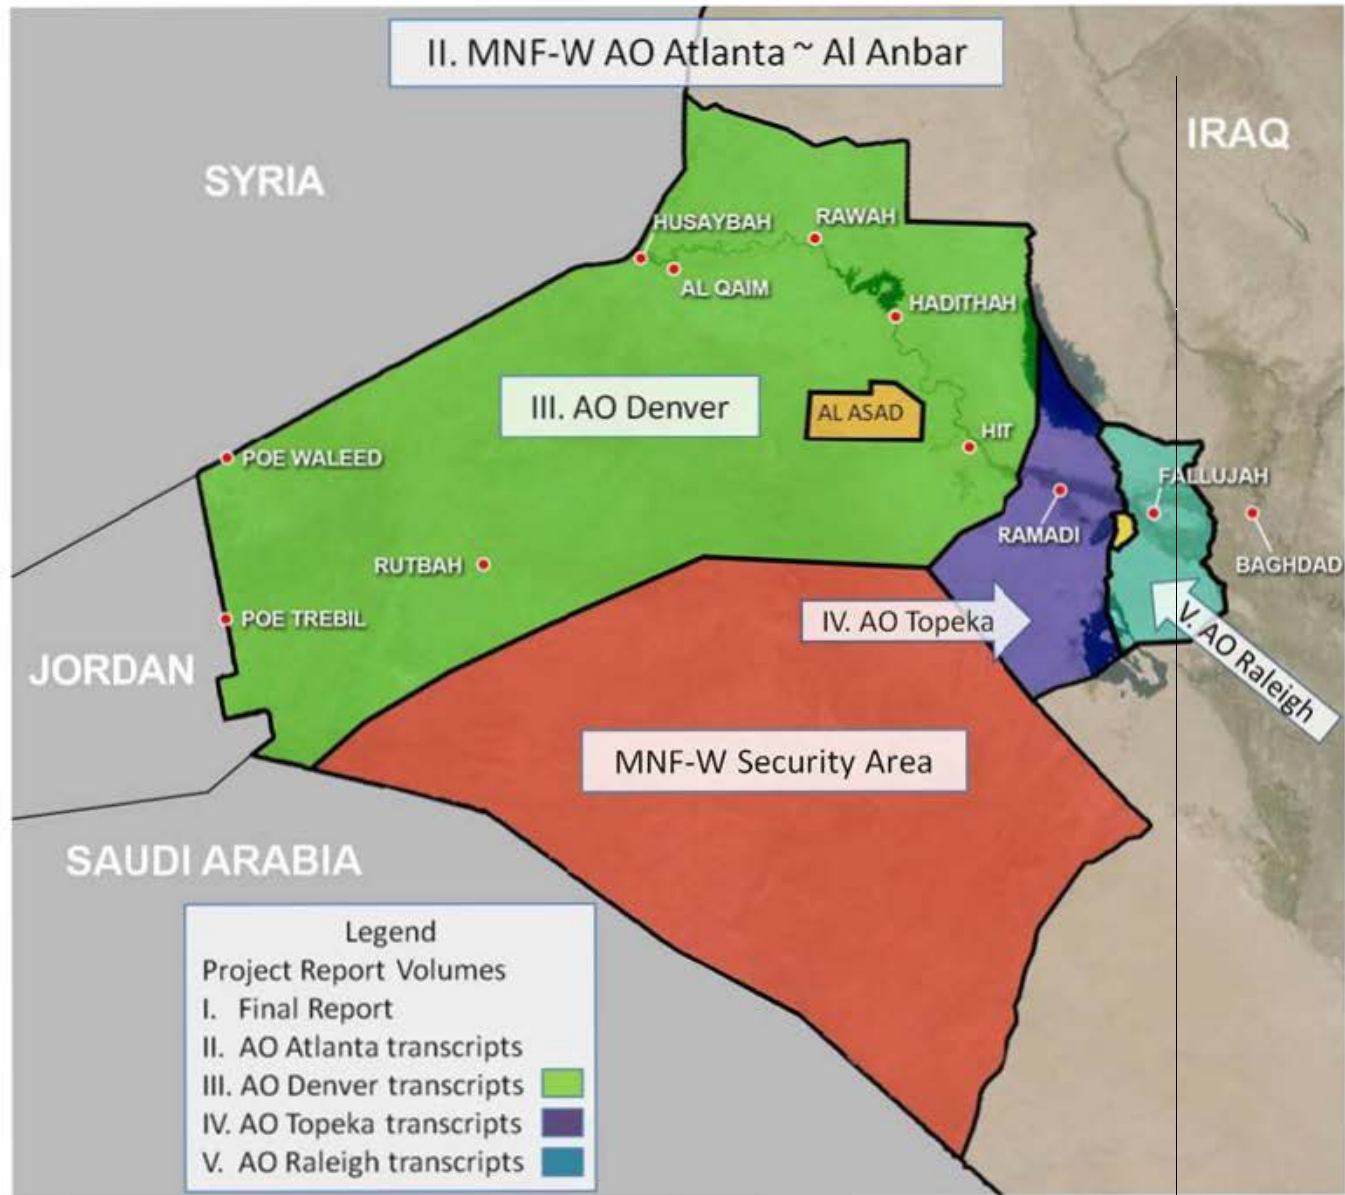 II. MNF-W AO Atlanta ~ Al Anbar
IRAQ
SYRIA
HUSAYBAH
RAWAH
AL QAIM
HADITHAH
III. AO Denver
AL ASAD
HIT
POE WALEED
FALLUJAH
RAMADI
BAGHDAD
RUTBAH
POE TREBIL
IV. AO Topeka
V. AO Raleigh
JORDAN
MNF-W Security Area
SAUDI ARABIA
Legend
Project Report Volumes
I. Final Report
II. AO Atlanta transcripts
III. AO Denver transcripts
IV. AO Topeka transcripts
V. AO Raleigh transcripts